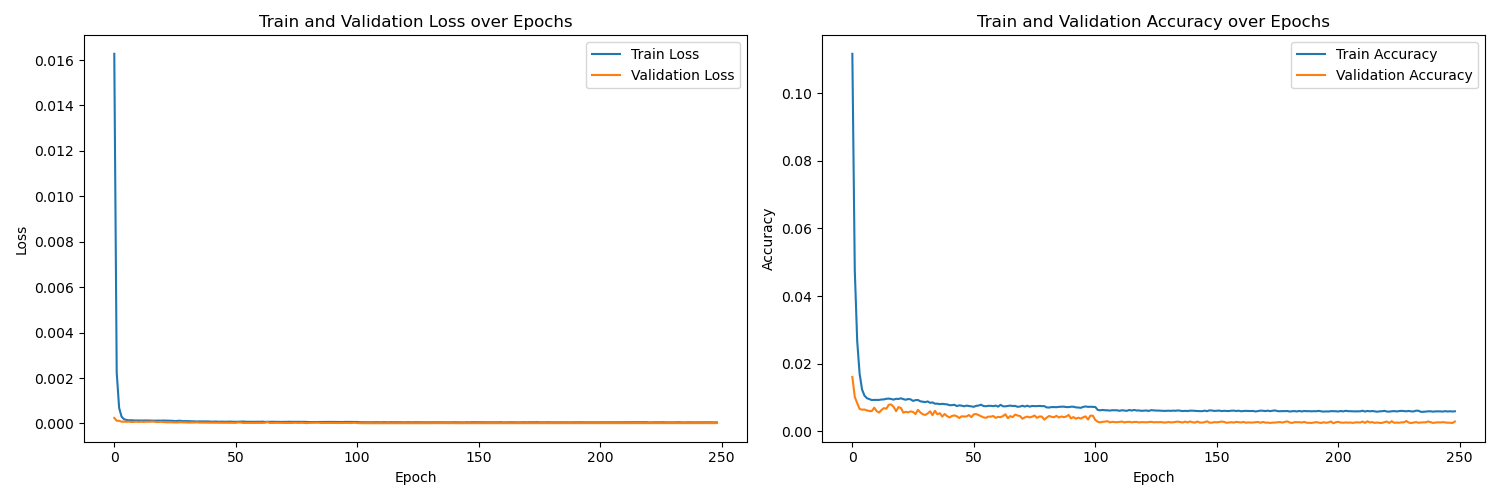 Train and Validation Loss over Epochs
Train Loss
Validation Loss
0.016
0.014
0.012
0.010
0.008
0.006
0.004
0.002
0.000
Loss
0
50
100
150
200
250
Epoch
Train and Validation Accuracy over Epochs
Train Accuracy
Validation Accuracy
0.10
0.08
0.06
0.04
0.02
0.00
Accuracy
0
50
100
150
200
250
Epoch